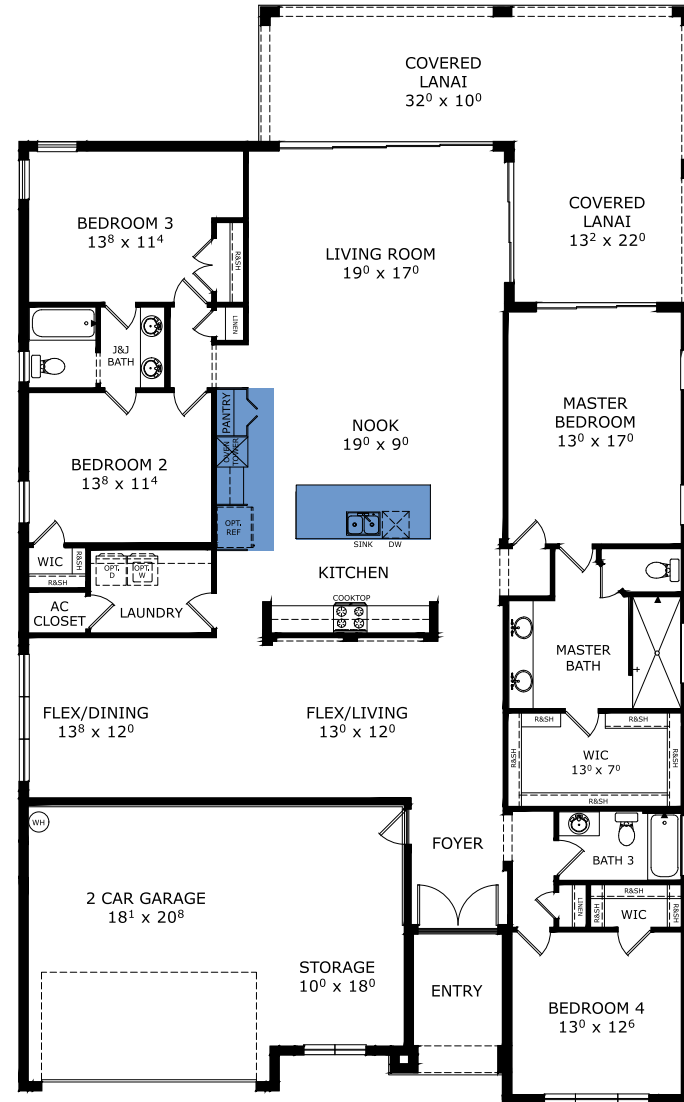 COVERED
LANAI
32⁰ x 10⁰
COVERED
LANAI
13² x 22⁰
BEDROOM 3
13⁸ x 11⁴
R&SH
LIVING ROOM
19⁰ x 17⁰
LINEN
J&J
BATH
PANTRY
OVEN
TOWER
OPT.
REF
NOOK
19⁰ x 9⁰
MASTER
BEDROOM
13⁰ x 17⁰
BEDROOM 2
13⁸ x 11⁴
SINK
DW
KITCHEN
COOKTOP
WIC
R&SH
R&SH
OPT.
D
OPT.
W
AC
CLOSET
LAUNDRY
MASTER
BATH
FLEX/DINING
13⁸ x 12⁰
FLEX/LIVING
13⁰ x 12⁰
R&SH
R&SH
R&SH
R&SH
WIC
13⁰ x 7⁰
R&SH
WH
FOYER
BATH 3
2 CAR GARAGE
18¹ x 20⁸
LINEN
R&SH
R&SH
R&SH
WIC
STORAGE
10⁰ x 18⁰
ENTRY
BEDROOM 4
13⁰ x 12⁶